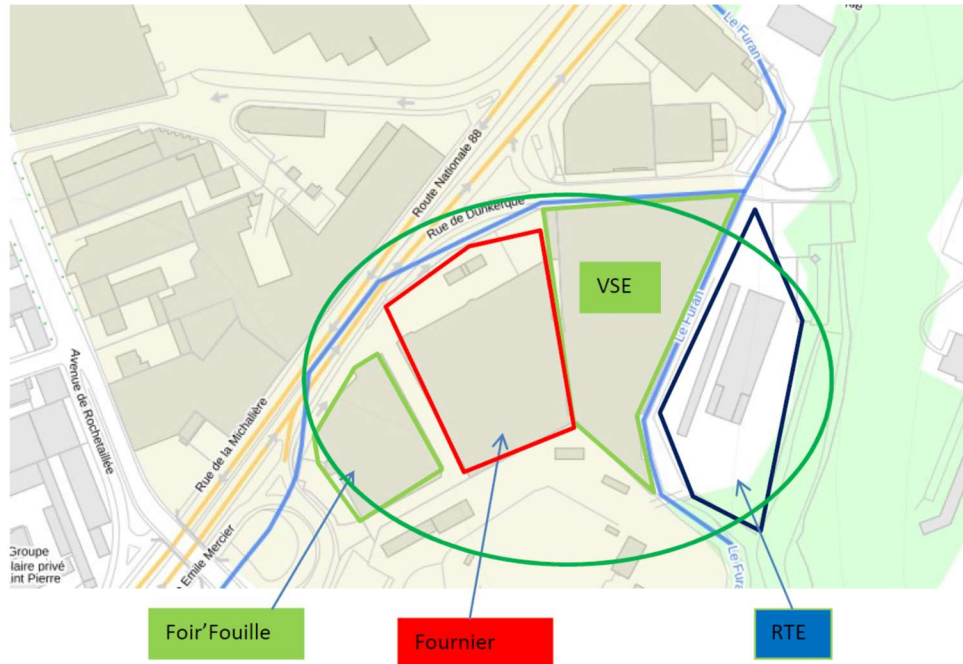 Le Furan
Route Nationale 88
Rue de Dunkerque
VSE
Le Furan
Avenue de Rochetaillée
Rue de la Michalière
Emile Mercier
Groupe
laire privé
int Pierre
Le Furan
Foir'Fouille
Fournier
RTE